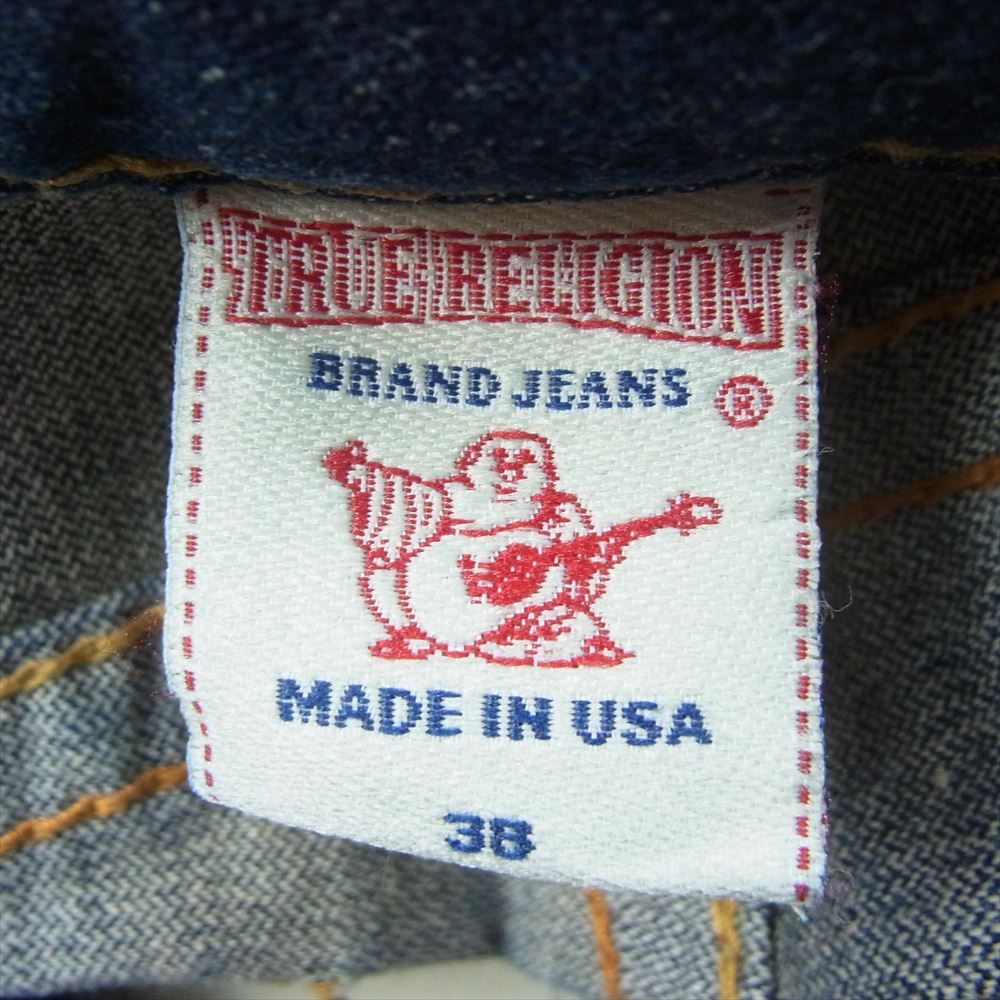 TRUE RELIGION
BRAND JEANS ®
MADE IN USA
38